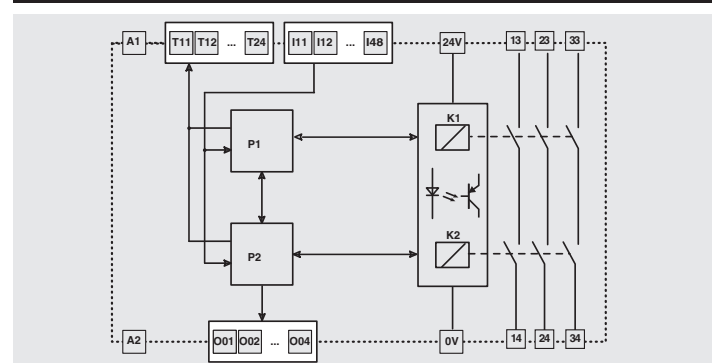 A1 T11 T12 ... T24 I11 I12 ... I48 24V 13 23 33
K1
P1
K2
P2
A2 O01 O02 ... O04 0V 14 24 34